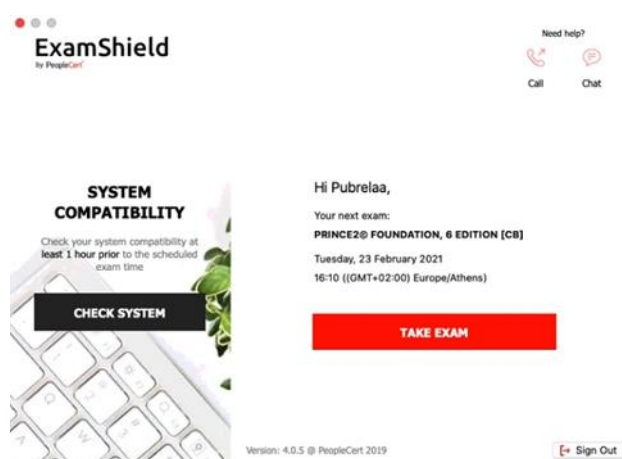 ExamShield
by PeopleCert
Need help?
Call
Chat
SYSTEM
COMPATIBILITY
Check your system compatibility at
least 1 hour prior to the scheduled
exam time
CHECK SYSTEM
Hi Pubrelaa,
Your next exam:
PRINCE2© FOUNDATION, 6 EDITION [CB]
Tuesday, 23 February 2021
16:10 ((GMT+02:00) Europe/Athens)
TAKE EXAM
Version: 4.0.5 @ PeopleCert 2019
Sign Out